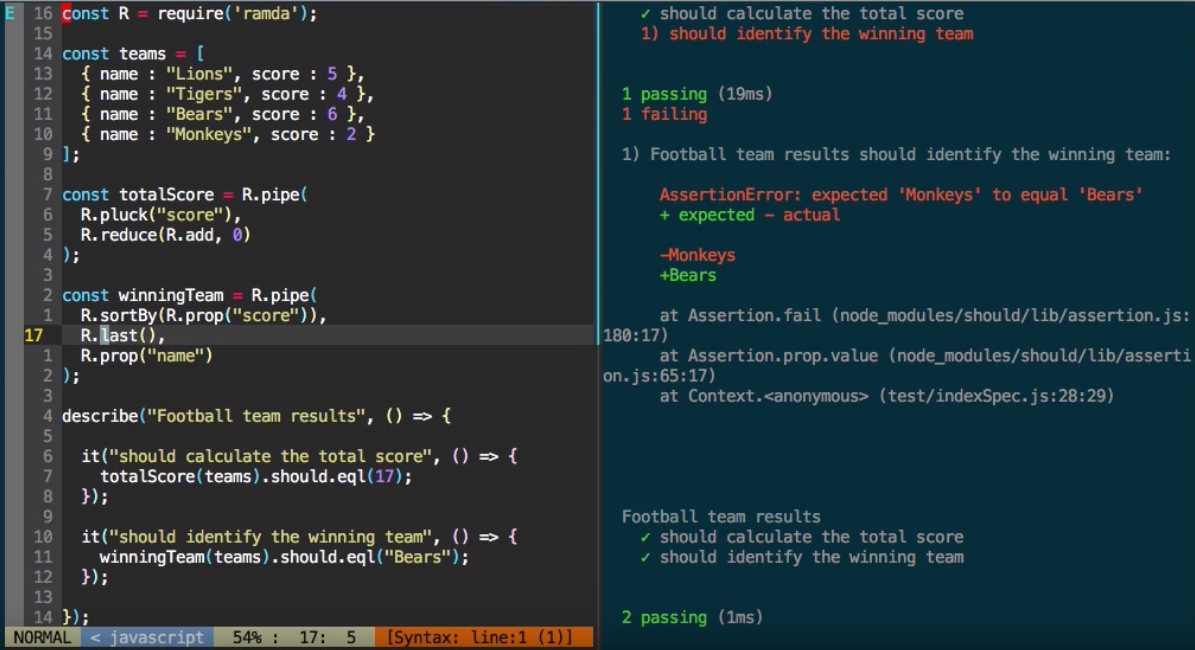 E 16 const R = require('ramda');
15
14 const teams = [
13 { name : "Lions", score : 5 },
12 { name : "Tigers", score : 4 },
11 { name : "Bears", score : 6 },
10 { name : "Monkeys", score : 2 }
9 ];
8
7 const totalScore = R.pipe(
6 R.pluck("score"),
5 R.reduce(R.add, 0)
4 );
3
2 const winningTeam = R.pipe(
1 R.sortBy(R.prop("score")),
17 R.last(),
1 R.prop("name")
2 );
3
4 describe("Football team results", () => {
5
6 it("should calculate the total score", () => {
7 totalScore(teams).should.eql(17);
8 });
9
10 it("should identify the winning team", () => {
11 winningTeam(teams).should.eql("Bears");
12 });
13
14 });
NORMAL < javascript 54% : 17: 5 [Syntax: line:1 (1)]
✓ should calculate the total score
1) should identify the winning team
1 passing (19ms)
1 failing
1) Football team results should identify the winning team:
AssertionError: expected 'Monkeys' to equal 'Bears'
+ expected - actual
-Monkeys
+Bears
at Assertion.fail (node_modules/should/lib/assertion.js:
180:17)
at Assertion.prop.value (node_modules/should/lib/asserti
on.js:65:17)
at Context.<anonymous> (test/indexSpec.js:28:29)
Football team results
✓ should calculate the total score
✓ should identify the winning team
2 passing (1ms)